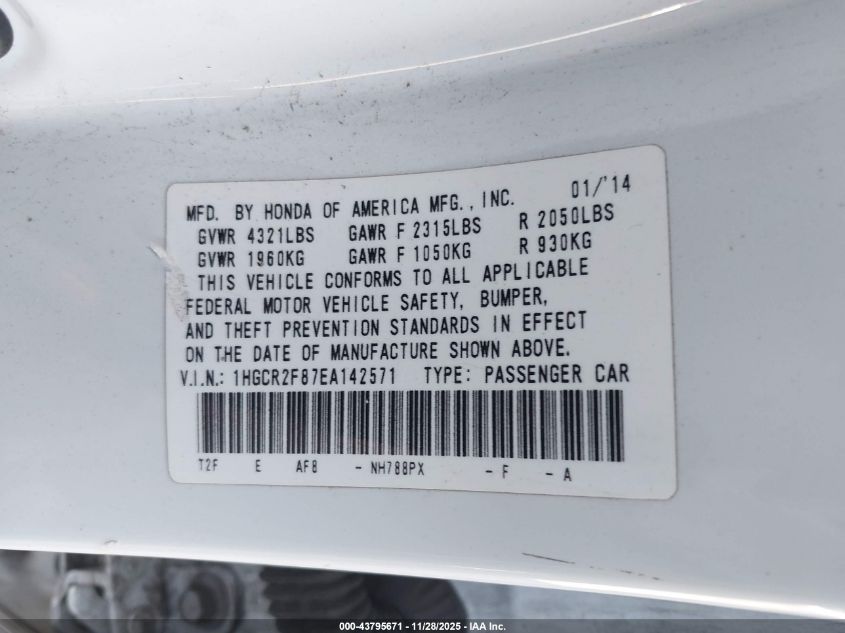 MFD. BY HONDA OF AMERICA MFG., INC. 01/'14
GVWR 4321LBS GAWR F 2315LBS R 2050LBS
GVWR 1960KG GAWR F 1050KG R 930KG
THIS VEHICLE CONFORMS TO ALL APPLICABLE
FEDERAL MOTOR VEHICLE SAFETY, BUMPER,
AND THEFT PREVENTION STANDARDS IN EFFECT
ON THE DATE OF MANUFACTURE SHOWN ABOVE.
V.I.N.: 1HGCR2F87EA142571 TYPE: PASSENGER CAR
T2F E AF8 - NH788PX - F - A
000-43795671 | 11/28/2025 | IAA Inc.